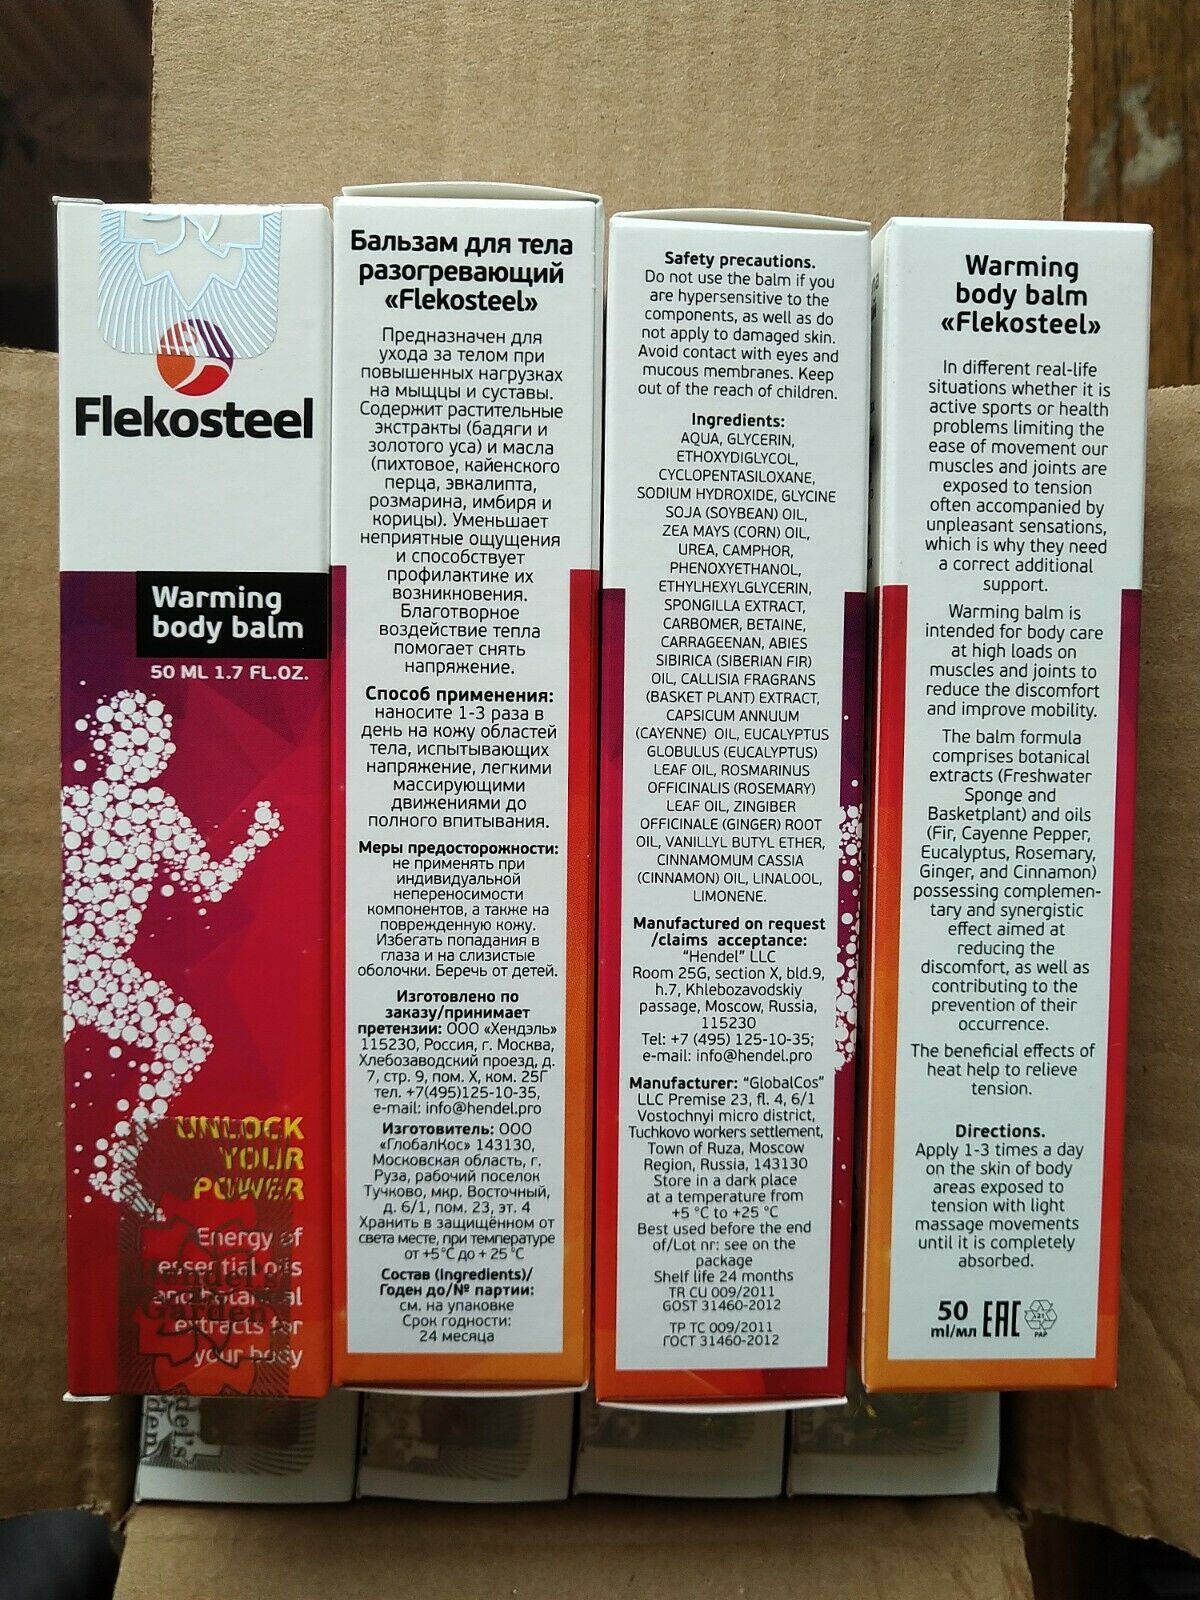 Flekosteel
Warming
body balm
50 ML 1.7 FL.OZ.
UNLOCK
YOUR
POWER
Energy of
essential oils
and botanical
extracts for
your body
Hendel's
Garden
Бальзам для тела
разогревающий
«Flekosteel»
Предназначен для
ухода за телом при
повышенных нагрузках
на мыщцы и суставы.
Содержит растительные
экстракты (бадяги и
золотого уса) и масла
(пихтовое, кайенского
перца, эвкалипта,
розмарина, имбиря и
корицы). Уменьшает
неприятные ощущения
и способствует
профилактике их
возникновения.
Благотворное
воздействие тепла
помогает снять
напряжение.
Способ применения:
наносите 1-3 раза в
день на кожу областей
тела, испытывающих
напряжение, легкими
массирующими
движениями до
полного впитывания.
Меры предосторожности:
не применять при
индивидуальной
непереносимости
компонентов, а также на
поврежденную кожу.
Избегать попадания в
глаза и на слизистые
оболочки. Беречь от детей.
Изготовлено по
заказу/принимает
претензии: ООО «Хендэль»
115230, Россия, г. Москва,
Хлебозаводский проезд, д.
7, стр. 9, пом. X, ком. 25Г
тел. +7(495)125-10-35,
e-mail: info@hendel.pro
Изготовитель: ООО
«ГлобалКос» 143130,
Московская область, г.
Руза, рабочий поселок
Тучково, мкр. Восточный,
д. 6/1, пом. 23, эт. 4
Хранить в защищённом от
света месте, при температуре
от +5°С до + 25 °С
Состав (Ingredients)/
Годен до/№ партии:
см. на упаковке
Срок годности:
24 месяца
Safety precautions.
Do not use the balm if you
are hypersensitive to the
components, as well as do
not apply to damaged skin.
Avoid contact with eyes and
mucous membranes. Keep
out of the reach of children.
Ingredients:
AQUA, GLYCERIN,
ETHOXYDIGLYCOL,
CYCLOPENTASILOXANE,
SODIUM HYDROXIDE, GLYCINE
SOJA (SOYBEAN) OIL,
ZEA MAYS (CORN) OIL,
UREA, CAMPHOR,
PHENOXYETHANOL,
ETHYLHEXYLGLYCERIN,
SPONGILLA EXTRACT,
CARBOMER, BETAINE,
CARRAGEENAN, ABIES
SIBIRICA (SIBERIAN FIR)
OIL, CALLISIA FRAGRANS
(BASKET PLANT) EXTRACT,
CAPSICUM ANNUUM
(CAYENNE) OIL, EUCALYPTUS
GLOBULUS (EUCALYPTUS)
LEAF OIL, ROSMARINUS
OFFICINALIS (ROSEMARY)
LEAF OIL, ZINGIBER
OFFICINALE (GINGER) ROOT
OIL, VANILLYL BUTYL ETHER,
CINNAMOMUM CASSIA
(CINNAMON) OIL, LINALOOL,
LIMONENE.
Manufactured on request
/claims acceptance:
"Hendel" LLC
Room 25G, section X, bld.9,
h.7, Khlebozavodskiy
passage, Moscow, Russia,
115230
Tel: +7 (495) 125-10-35;
e-mail: info@hendel.pro
Manufacturer: "GlobalCos"
LLC Premise 23, fl. 4, 6/1
Vostochnyi micro district,
Tuchkovo workers settlement,
Town of Ruza, Moscow
Region, Russia, 143130
Store in a dark place
at a temperature from
+5 °C to +25 °C
Best used before the end
of/Lot nr: see on the
package
Shelf life 24 months
TR CU 009/2011
GOST 31460-2012
ТР ТС 009/2011
ГОСТ 31460-2012
Warming
body balm
«Flekosteel»
In different real-life
situations whether it is
active sports or health
problems limiting the
ease of movement our
muscles and joints are
exposed to tension
often accompanied by
unpleasant sensations,
which is why they need
a correct additional
support.
Warming balm is
intended for body care
at high loads on
muscles and joints to
reduce the discomfort
and improve mobility.
The balm formula
comprises botanical
extracts (Freshwater
Sponge and
Basketplant) and oils
(Fir, Cayenne Pepper,
Eucalyptus, Rosemary,
Ginger, and Cinnamon)
possessing complemen-
tary and synergistic
effect aimed at
reducing the
discomfort, as well as
contributing to the
prevention of their
occurrence.
The beneficial effects of
heat help to relieve
tension.
Directions.
Apply 1-3 times a day
on the skin of body
areas exposed to
tension with light
massage movements
until it is completely
absorbed.
50
ml/мл EAC
PAP